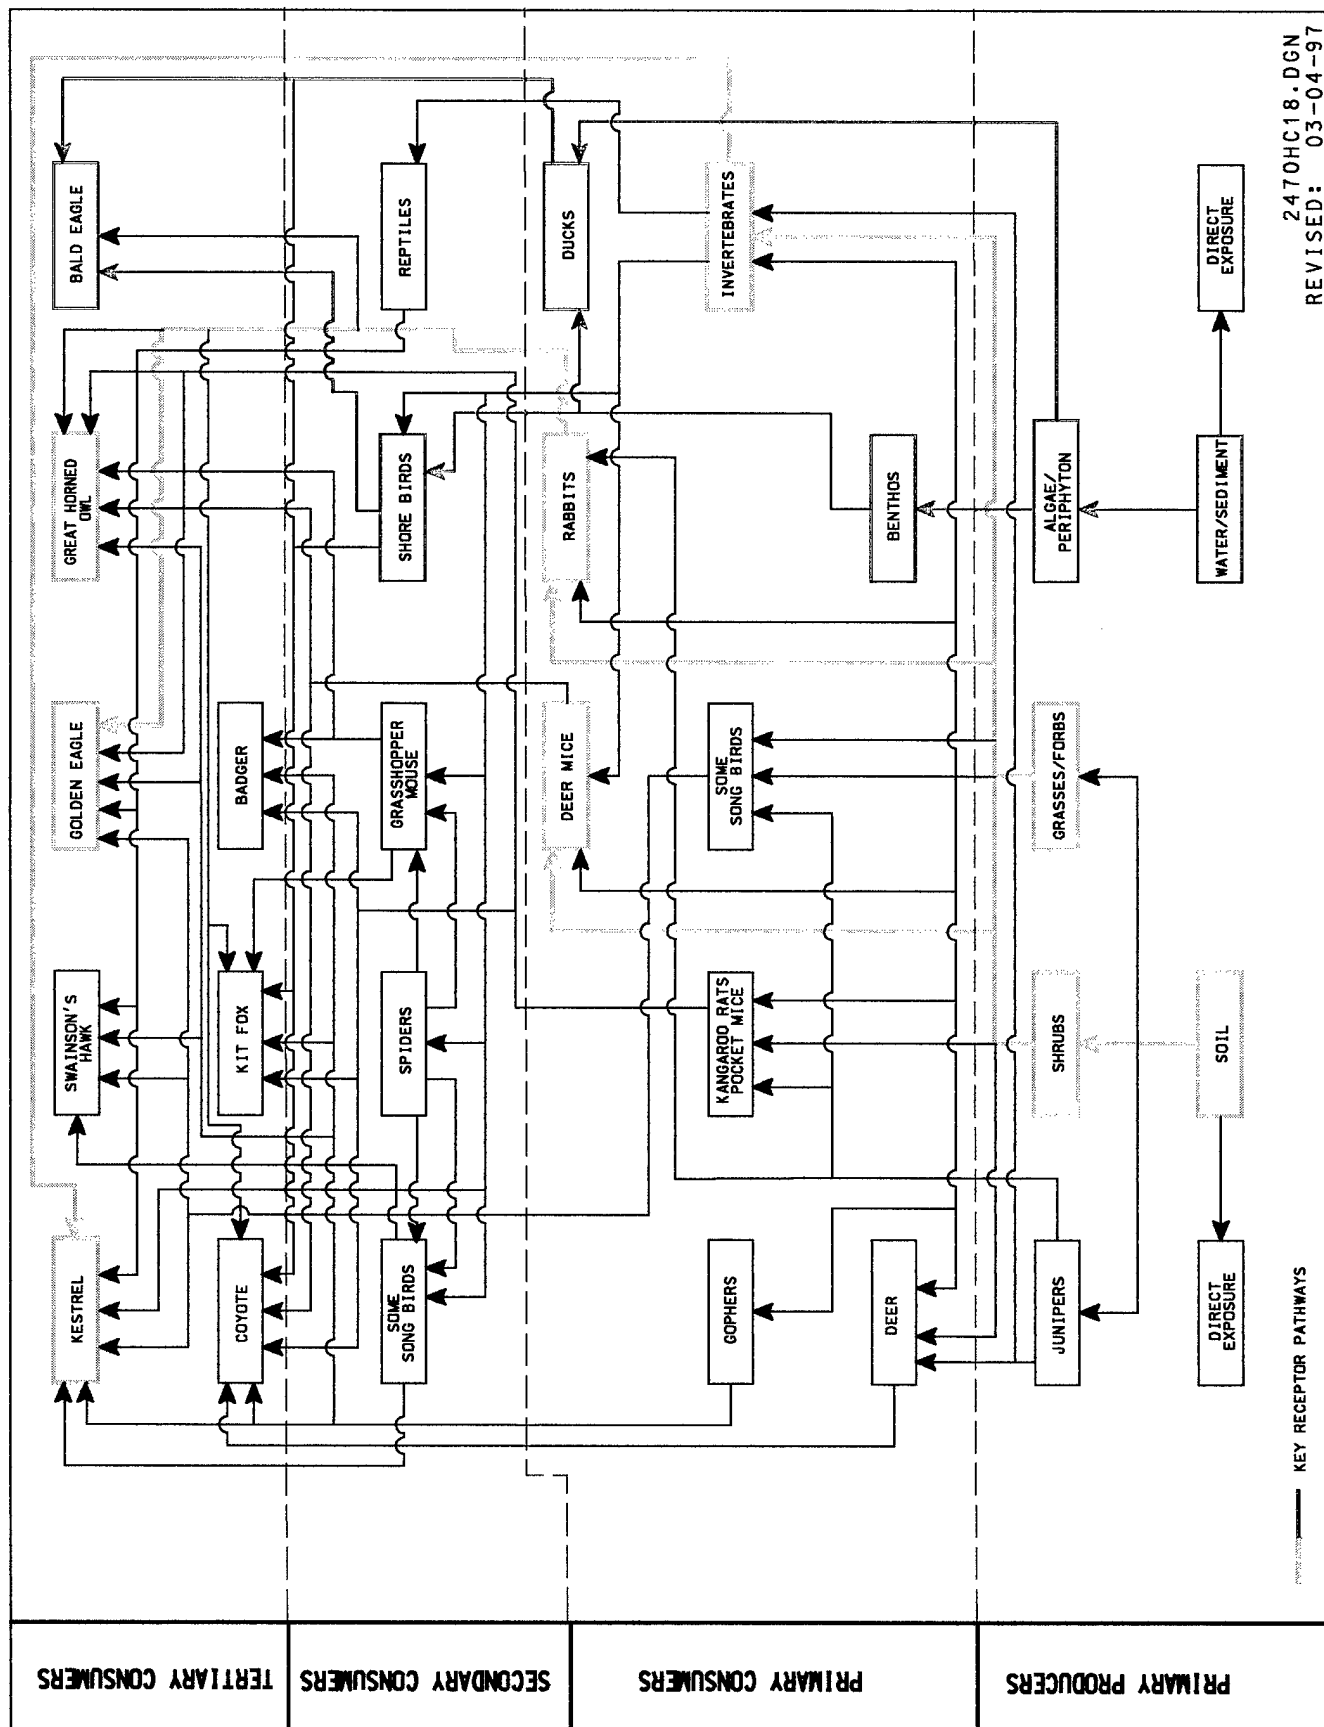 TERTIARY CONSUMERS
KESTREL
SWAINSON'S
HAWK
GOLDEN EAGLE
GREAT HORNED
OWL
BALD EAGLE
COYOTE
KIT FOX
BADGER
SECONDARY CONSUMERS
SOME
SONG BIRDS
SPIDERS
GRASSHOPPER
MOUSE
SHORE BIRDS
REPTILES
PRIMARY CONSUMERS
DEER MICE
RABBITS
DUCKS
GOPHERS
KANGAROO RATS
POCKET MICE
SOME
SONG BIRDS
INVERTEBRATES
DEER
BENTHOS
PRIMARY PRODUCERS
JUNIPERS
SHRUBS
GRASSES/FORBS
ALGAE/
PERIPHYTON
DIRECT
EXPOSURE
SOIL
WATER/SEDIMENT
DIRECT
EXPOSURE
KEY RECEPTOR PATHWAYS
2470HC18.DGN
REVISED: 03-04-97